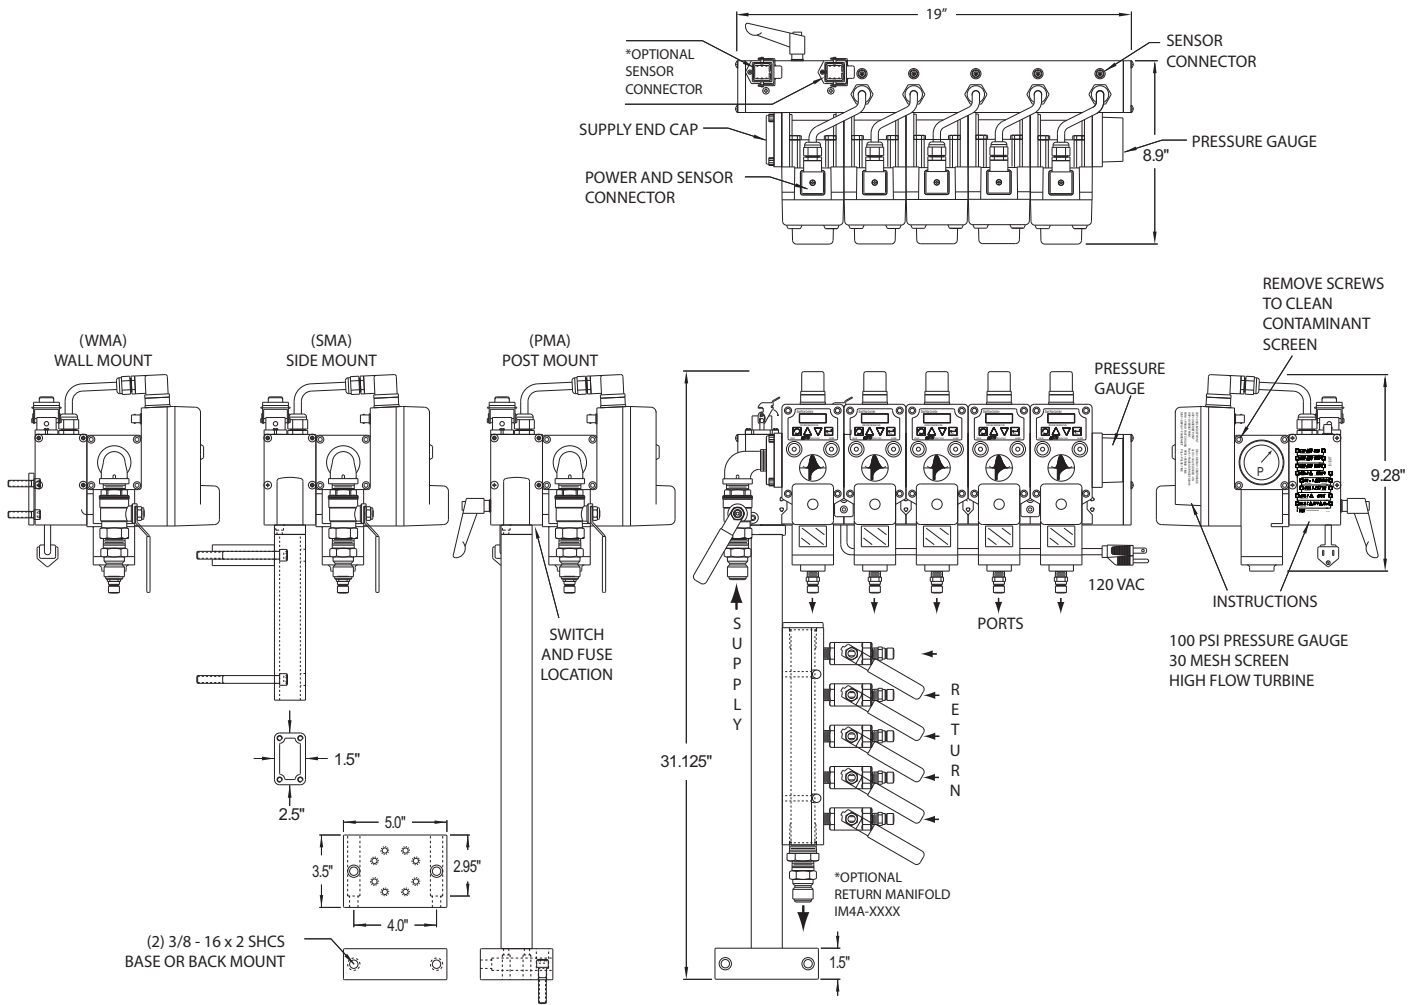 19"
*OPTIONAL
SENSOR
CONNECTOR
SENSOR
CONNECTOR
SUPPLY END CAP
PRESSURE GAUGE
8.9"
POWER AND SENSOR
CONNECTOR
REMOVE SCREWS
TO CLEAN
CONTAMINANT
SCREEN
(WMA)
WALL MOUNT
(SMA)
SIDE MOUNT
(PMA)
POST MOUNT
PRESSURE
GAUGE
P
9.28"
120 VAC
INSTRUCTIONS
PORTS
SWITCH
AND FUSE
LOCATION
SUPPLY
100 PSI PRESSURE GAUGE
30 MESH SCREEN
HIGH FLOW TURBINE
RETURN
31.125"
1.5"
2.5"
5.0"
3.5"
2.95"
4.0"
*OPTIONAL
RETURN MANIFOLD
IM4A-XXXX
(2) 3/8 - 16 x 2 SHCS
BASE OR BACK MOUNT
1.5"